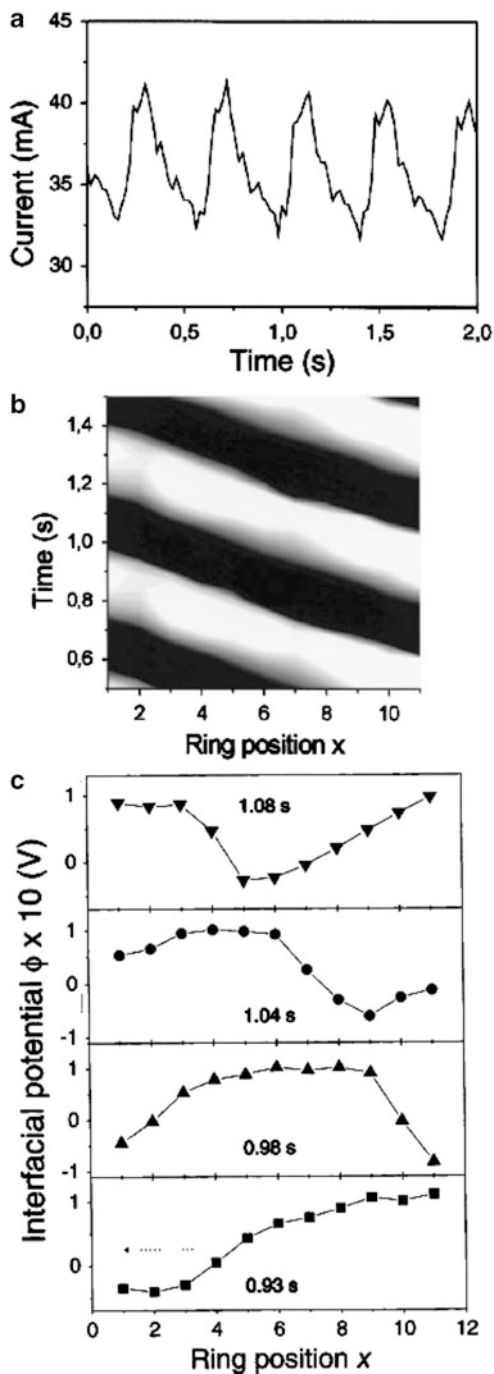 a
45
40
35
30
Current (mA)
0,0 0,5 1,0 1,5 2,0
Time (s)
b
1,4
1,2
1,0
0,8
0,6
Time (s)
2 4 6 8 10
Ring position x
c
1
0
1.08 s
1
0
-1
1.04 s
1
0
-1
0.98 s
1
0
0.93 s
Interfacial potential ϕ x 10 (V)
0 2 4 6 8 10 12
Ring position x